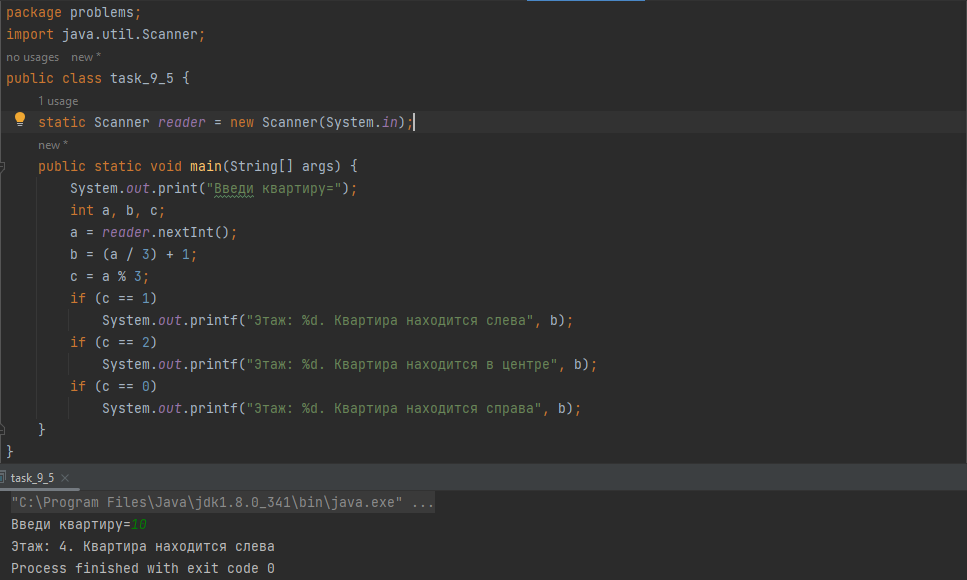 package problems;
import java.util.Scanner;
no usages new *
public class task_9_5 {
1 usage
static Scanner reader = new Scanner(System.in);
new *
public static void main(String[] args) {
System.out.print("Введи квартиру=");
int a, b, c;
a = reader.nextInt();
b = (a / 3) + 1;
c = a % 3;
if (c == 1)
System.out.printf("Этаж: %d. Квартира находится слева", b);
if (c == 2)
System.out.printf("Этаж: %d. Квартира находится в центре", b);
if (c == 0)
System.out.printf("Этаж: %d. Квартира находится справа", b);
}
}
task_9_5
"C:\Program Files\Java\jdk1.8.0_341\bin\java.exe" ...
Введи квартиру=10
Этаж: 4. Квартира находится слева
Process finished with exit code 0